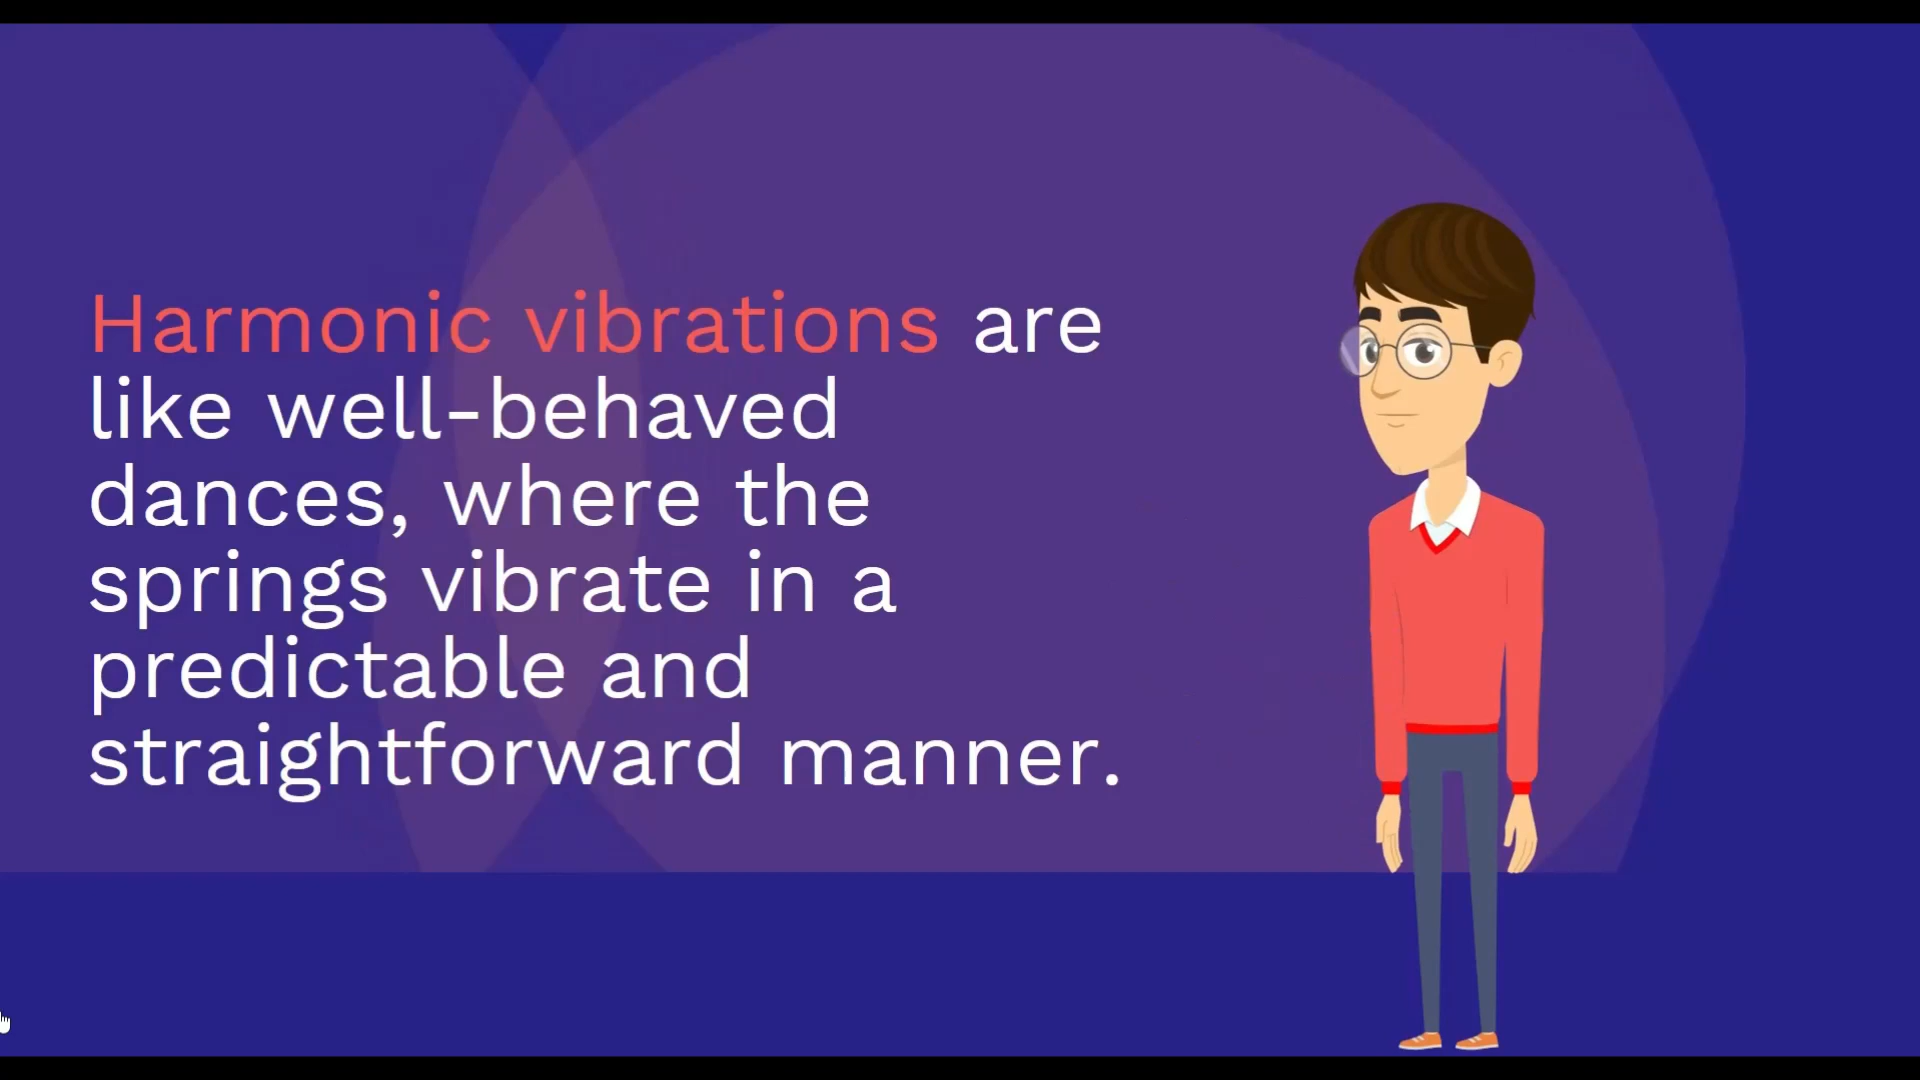 Harmonic vibrations are
like well-behaved
dances, where the
springs vibrate in a
predictable and
straightforward manner.